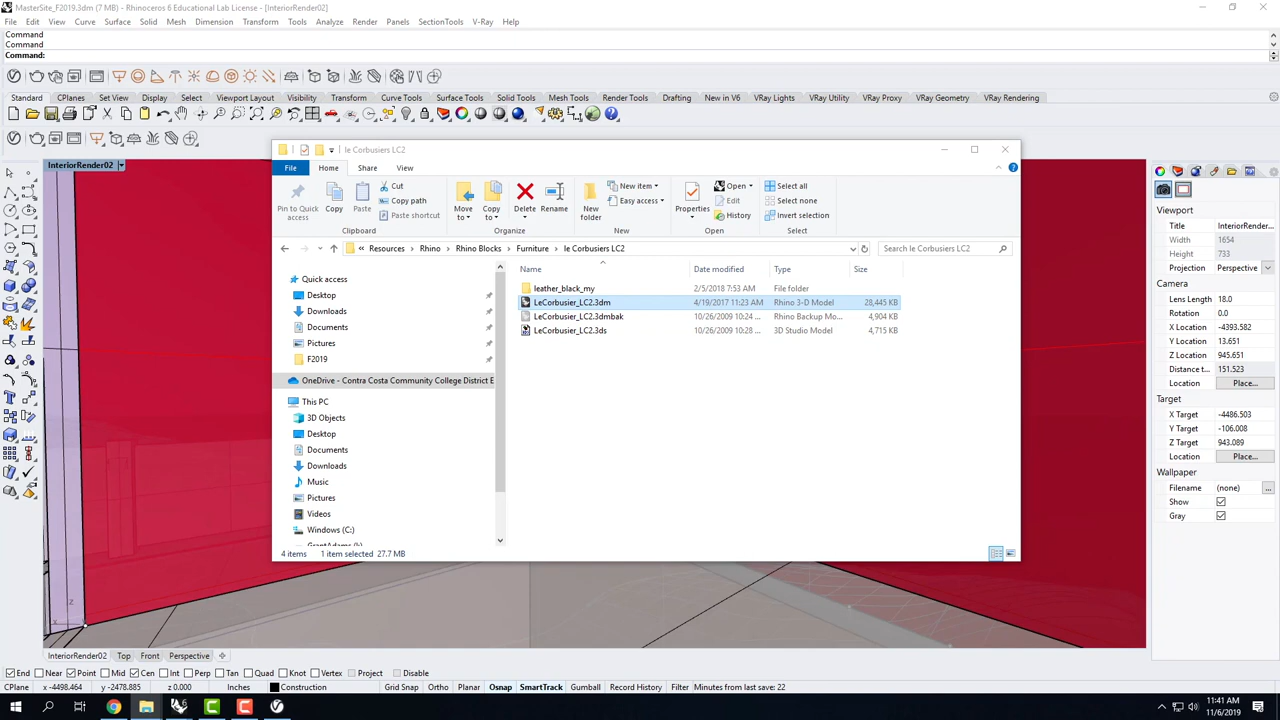 MasterSite_F2019.3dm (7 MB) - Rhinoceros 6 Educational Lab License - [InteriorRender02]
File Edit View Curve Surface Solid Mesh Dimension Transform Tools Analyze Render Panels SectionTools V-Ray Help
Command
Command
Command:
Standard CPlanes Set View Display Select Viewport Layout Visibility Transform Curve Tools Surface Tools Solid Tools Mesh Tools Render Tools Drafting New in V6 VRay Lights VRay Utility VRay Proxy VRay Geometry VRay Rendering
InteriorRender02
le Corbusiers LC2
File Home Share View
Pin to Quick access
Copy
Paste
Cut
Copy path
Paste shortcut
Move to
Copy to
Delete
Rename
New folder
New item
Easy access
Properties
Open
Edit
History
Select all
Select none
Invert selection
Clipboard Organize New Open Select
« Resources Rhino Rhino Blocks Furniture le Corbusiers LC2
Search le Corbusiers LC2
Name Date modified Type Size
leather_black_my 2/5/2018 7:53 AM File folder
LeCorbusier_LC2.3dm 4/19/2017 11:23 AM Rhino 3-D Model 28,445 KB
LeCorbusier_LC2.3dmbak 10/26/2009 10:24 ... Rhino Backup Mo... 4,904 KB
LeCorbusier_LC2.3ds 10/26/2009 10:28 ... 3D Studio Model 4,715 KB
Quick access
Desktop
Downloads
Documents
Pictures
F2019
OneDrive - Contra Costa Community College District E
This PC
3D Objects
Desktop
Documents
Downloads
Music
Pictures
Videos
Windows (C:)
4 items 1 item selected 27.7 MB
Viewport
Title InteriorRender...
Width 1654
Height 733
Projection Perspective
Camera
Lens Length 18.0
Rotation 0.0
X Location -4393.582
Y Location 13.651
Z Location 945.651
Distance t... 151.523
Location Place...
Target
X Target -4486.503
Y Target -106.008
Z Target 943.089
Location Place...
Wallpaper
Filename (none) ...
Show
Gray
z
x
InteriorRender02 Top Front Perspective
End Near Point Mid Cen Int Perp Tan Quad Knot Vertex Project Disable
CPlane x -4498.464 y -2478.885 z 0.000 Inches Construction Grid Snap Ortho Planar Osnap SmartTrack Gumball Record History Filter Minutes from last save: 22
11:41 AM
11/6/2019